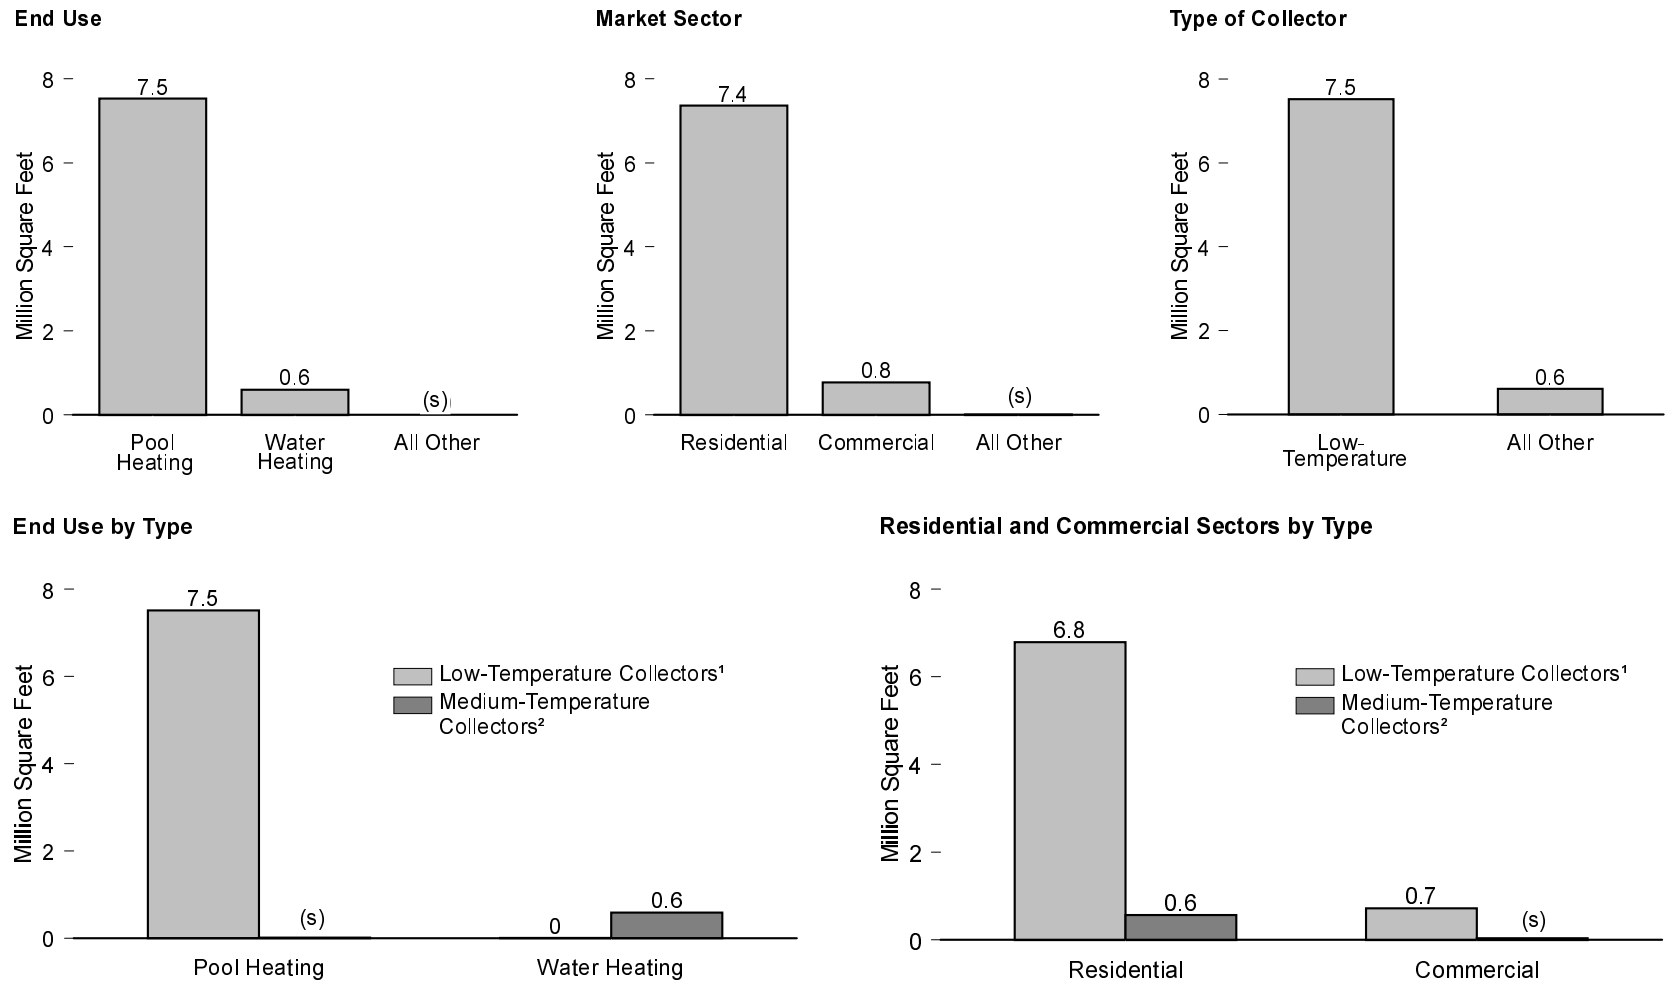 End Use
8
7.5
6
4
2
0.6
(s)
0
Million Square Feet
Pool
Heating
Water
Heating
All Other
Market Sector
8
7.4
6
4
2
0.8
(s)
0
Million Square Feet
Residential
Commercial
All Other
Type of Collector
8
7.5
6
4
2
0.6
0
Million Square Feet
Low-
Temperature
All Other
End Use by Type
8
7.5
6
4
2
(s)
0
0.6
0
Million Square Feet
Low-Temperature Collectors¹
Medium-Temperature
Collectors²
Pool Heating
Water Heating
Residential and Commercial Sectors by Type
8
6.8
6
4
2
0.6
0.7
(s)
0
Million Square Feet
Low-Temperature Collectors¹
Medium-Temperature
Collectors²
Residential
Commercial